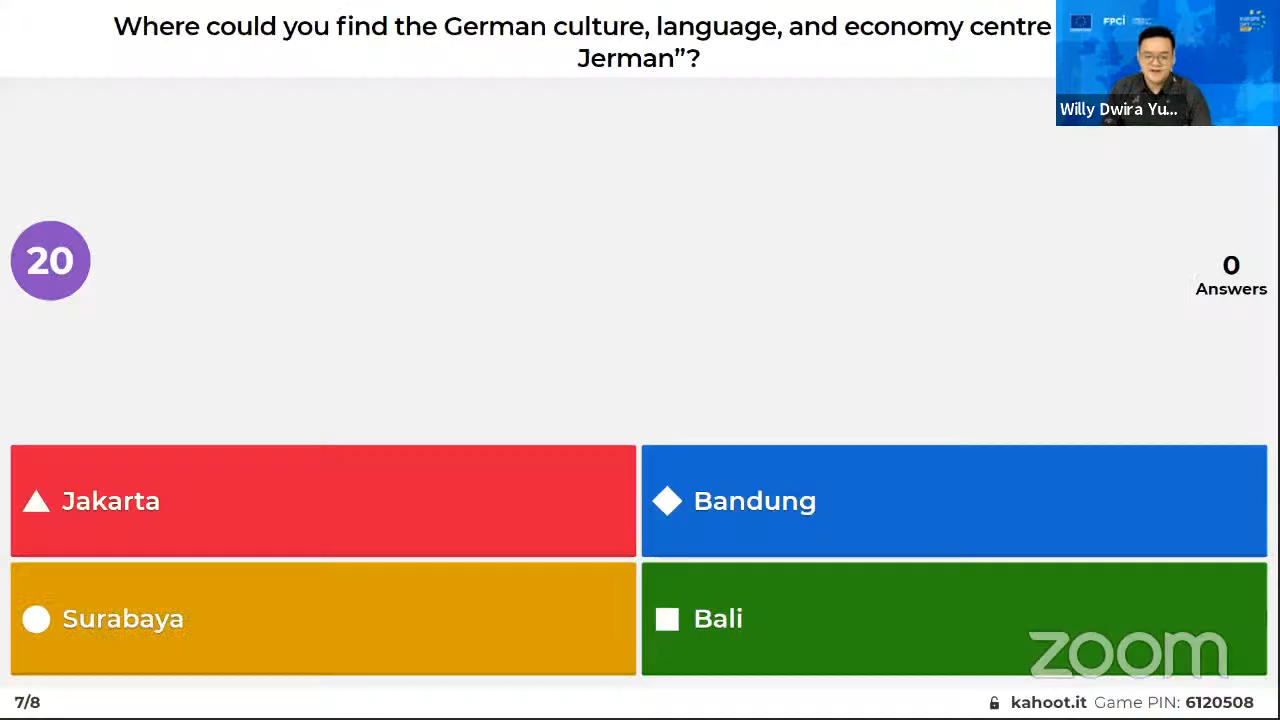 Where could you find the German culture, language, and economy centre
Jerman”?
FPCI
Willy Dwira Yu...
20
0
Answers
Jakarta
Bandung
Surabaya
Bali
zoom
7/8
kahoot.it Game PIN: 6120508